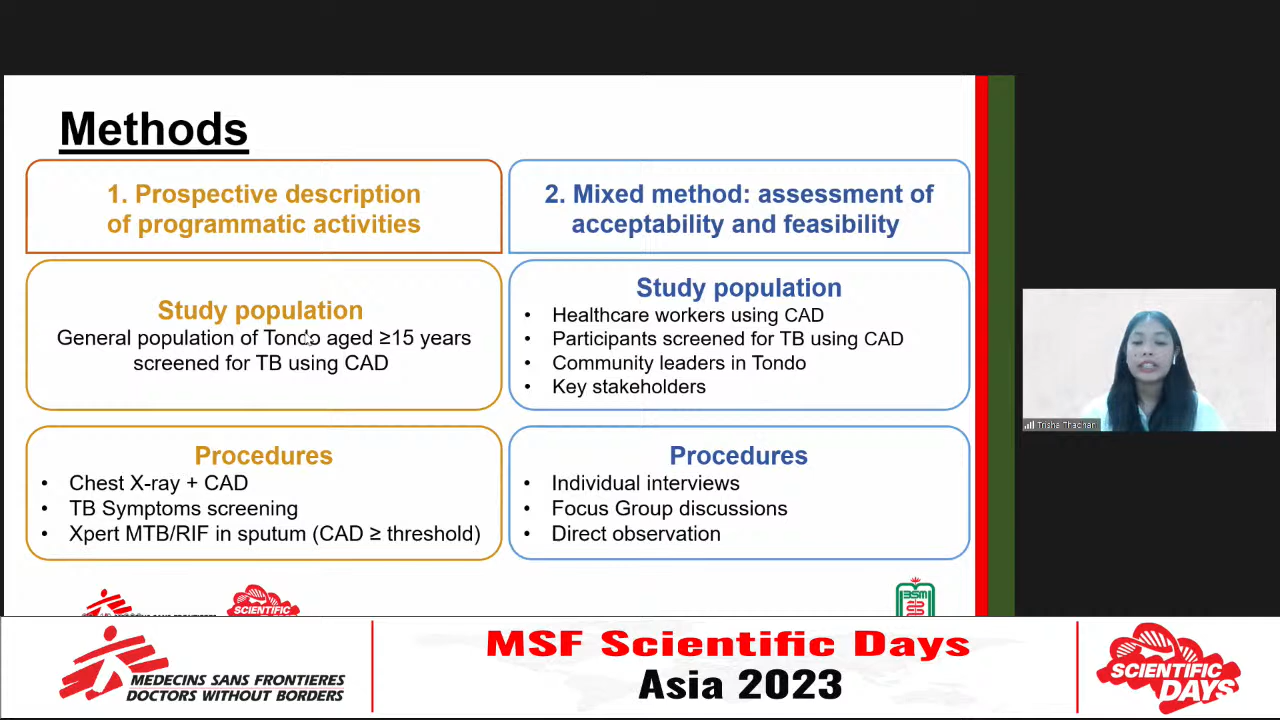 Methods
1. Prospective description
of programmatic activities
Study population
General population of Tondo aged ≥15 years
screened for TB using CAD
Procedures
• Chest X-ray + CAD
• TB Symptoms screening
• Xpert MTB/RIF in sputum (CAD ≥ threshold)
2. Mixed method: assessment of
acceptability and feasibility
Study population
• Healthcare workers using CAD
• Participants screened for TB using CAD
• Community leaders in Tondo
• Key stakeholders
Procedures
• Individual interviews
• Focus Group discussions
• Direct observation
SCIENTIFIC
Trisha Thadhani
MEDECINS SANS FRONTIERES
DOCTORS WITHOUT BORDERS
MSF Scientific Days
Asia 2023
SCIENTIFIC
DAYS